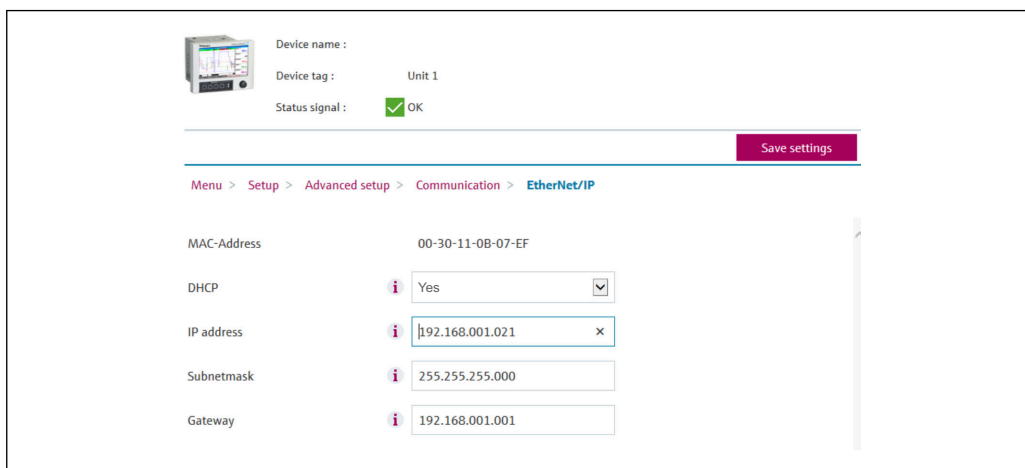 Device name :
Device tag : Unit 1
Status signal : OK
Save settings
Menu > Setup > Advanced setup > Communication > EtherNet/IP
MAC-Address 00-30-11-0B-07-EF
DHCP i Yes
IP address i 192.168.001.021 ×
Subnetmask i 255.255.255.000
Gateway i 192.168.001.001